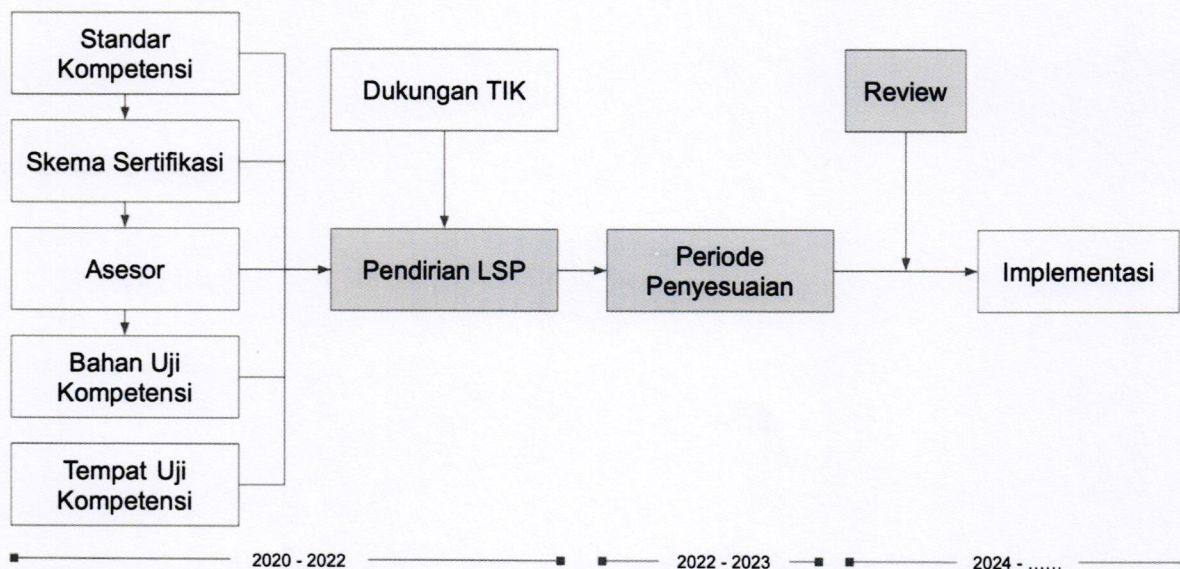 Standar
Kompetensi
Skema Sertifikasi
Asesor
Bahan Uji
Kompetensi
Tempat Uji
Kompetensi
Dukungan TIK
Pendirian LSP
Periode
Penyesuaian
Review
Implementasi
2020 - 2022
2022 - 2023
2024 - ......